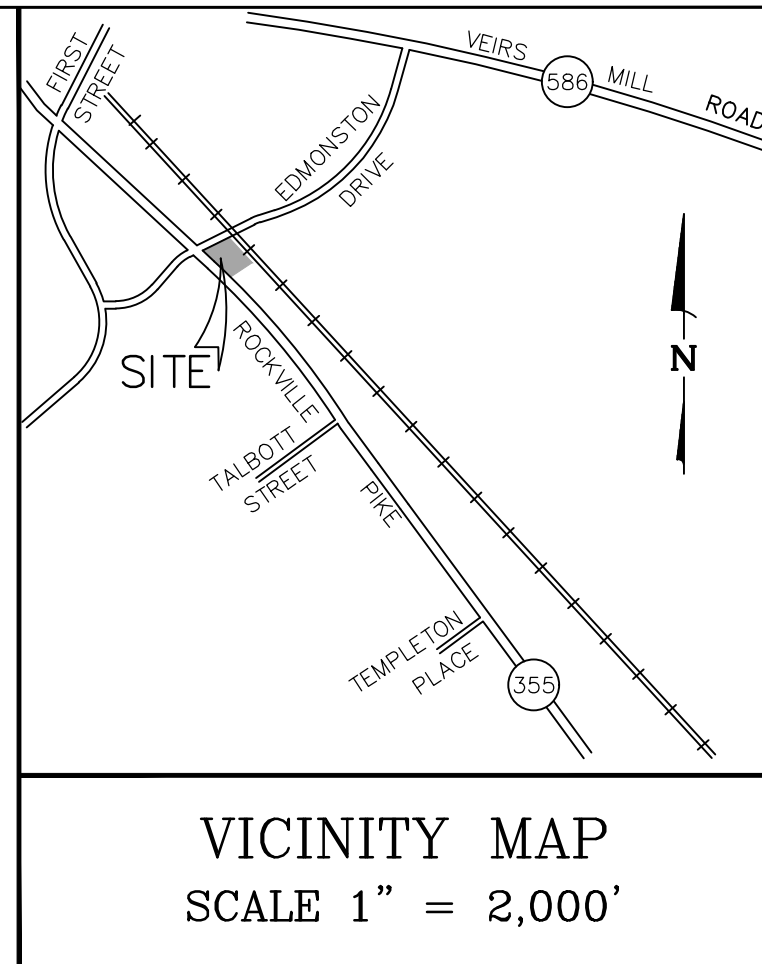 FIRST
STREET
VEIRS
586
MILL
ROAD
EDMONSTON
DRIVE
SITE
ROCKVILLE
N
TALBOTT
STREET
PIKE
TEMPLETON
PLACE
355
VICINITY MAP
SCALE 1” = 2,000’